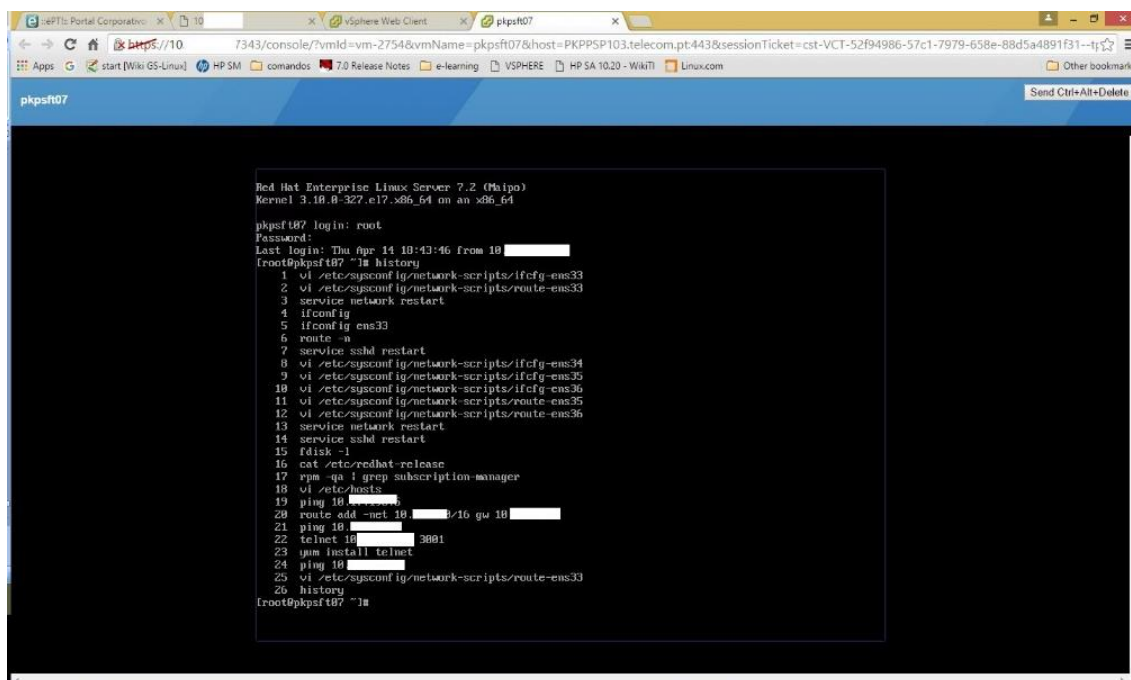 ::ePTI:: Portal Corporativo
10
vSphere Web Client
pkpsft07
https://10 7343/console/?vmId=vm-2754&vmName=pkpsft07&host=PKPPSP103.telecom.pt:443&sessionTicket=cst-VCT-52f94986-57c1-7979-658e-88d5a4891f31--tp
Apps G start [Wiki GS-Linux] HP SM comandos 7.0 Release Notes e-learning VSPHERE HP SA 10.20 - WikiTI Linux.com Other bookmark
pkpsft07
Send Ctrl+Alt+Delete
Red Hat Enterprise Linux Server 7.2 (Maipo)
Kernel 3.10.0-327.el7.x86_64 on an x86_64
pkpsft07 login: root
Password:
Last login: Thu Apr 14 18:43:46 from 10
[root@pkpsft07 ~]# history
1 vi /etc/sysconfig/network-scripts/ifcfg-ens33
2 vi /etc/sysconfig/network-scripts/route-ens33
3 service network restart
4 ifconfig
5 ifconfig ens33
6 route -n
7 service sshd restart
8 vi /etc/sysconfig/network-scripts/ifcfg-ens34
9 vi /etc/sysconfig/network-scripts/ifcfg-ens35
10 vi /etc/sysconfig/network-scripts/ifcfg-ens36
11 vi /etc/sysconfig/network-scripts/route-ens35
12 vi /etc/sysconfig/network-scripts/route-ens36
13 service network restart
14 service sshd restart
15 fdisk -l
16 cat /etc/redhat-release
17 rpm -qa | grep subscription-manager
18 vi /etc/hosts
19 ping 10.
20 route add -net 10. 0/16 gw 10
21 ping 10.
22 telnet 10 3001
23 yum install telnet
24 ping 10
25 vi /etc/sysconfig/network-scripts/route-ens33
26 history
[root@pkpsft07 ~]#